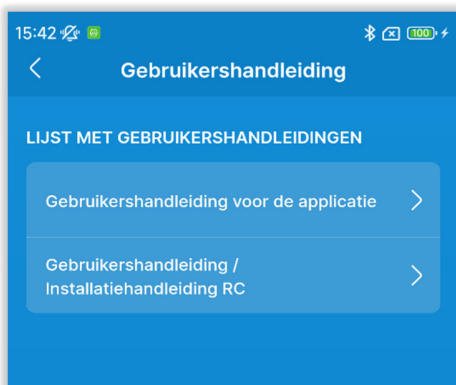 15:42
100
Gebruikershandleiding
LIJST MET GEBRUIKERSHANDLEIDINGEN
Gebruikershandleiding voor de applicatie
Gebruikershandleiding /
Installatiehandleiding RC